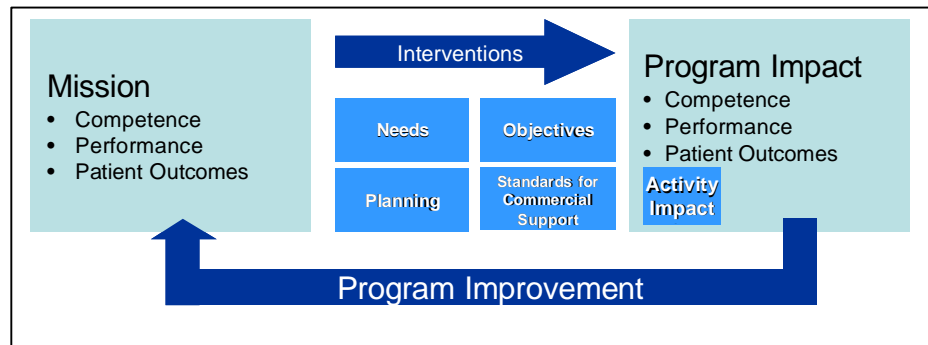 Mission
• Competence
• Performance
• Patient Outcomes
Interventions
Needs
Objectives
Planning
Standards for
Commercial
Support
Program Impact
• Competence
• Performance
• Patient Outcomes
Activity
Impact
Program Improvement